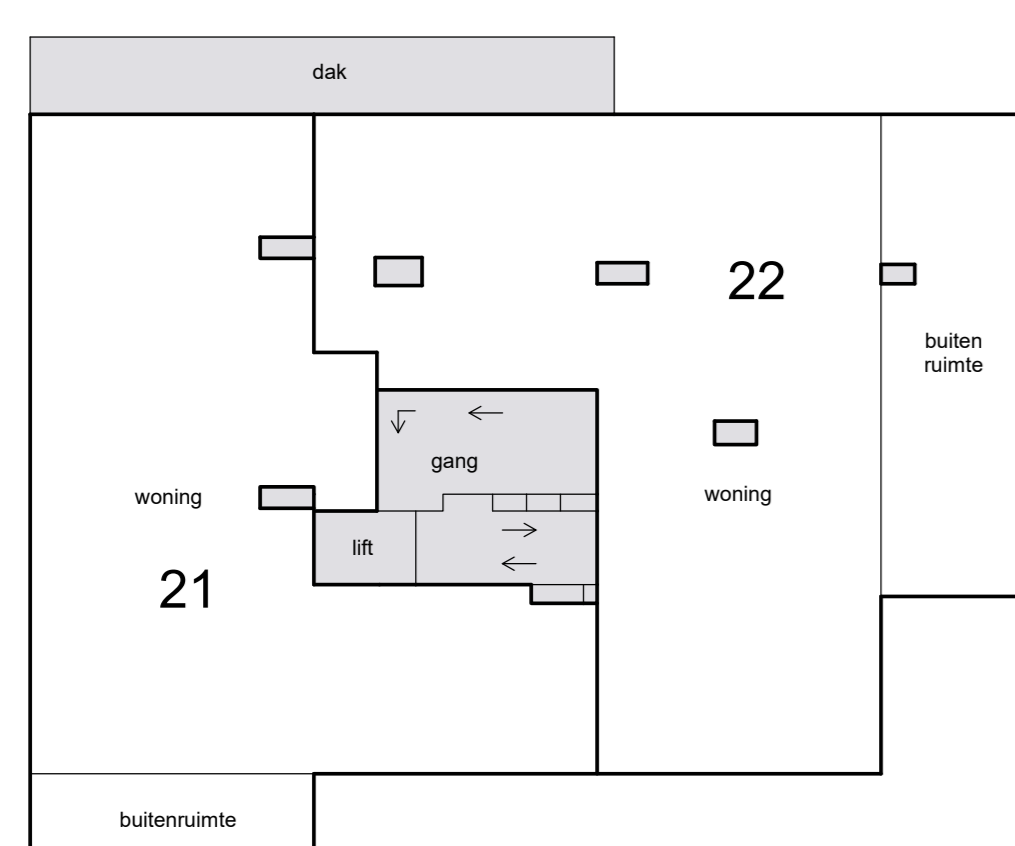 dak
22
buiten
ruimte
gang
woning
woning
lift
21
buitenruimte